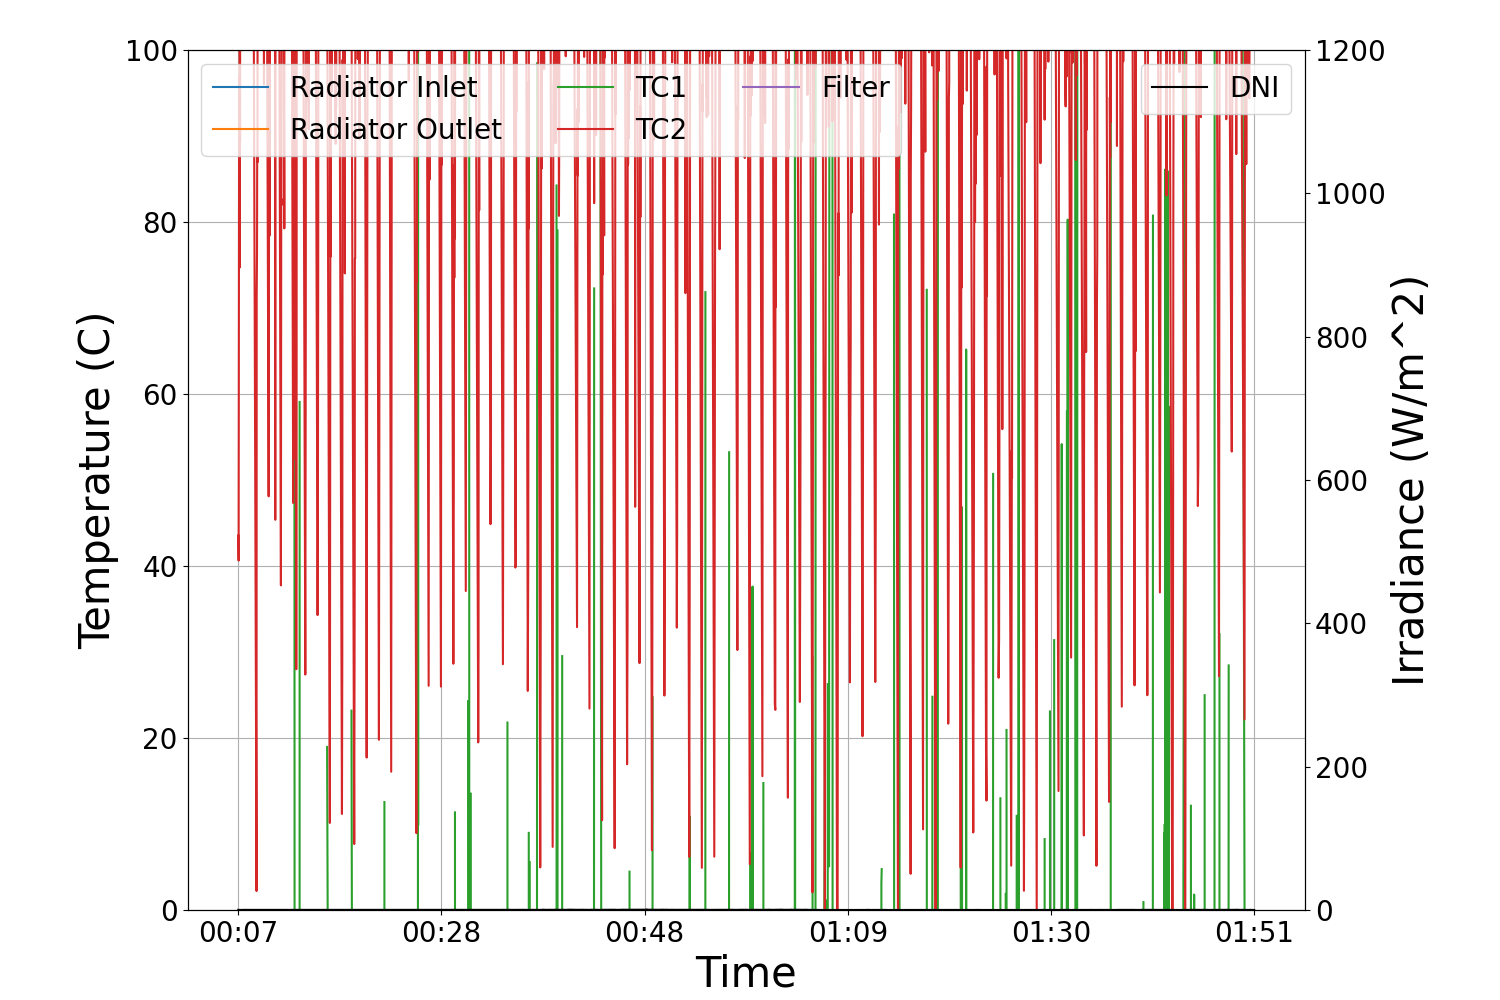 100
80
60
40
20
0
Temperature (C)
Radiator Inlet
Radiator Outlet
TC1
TC2
Filter
DNI
1200
1000
800
600
400
200
0
Irradiance (W/m^2)
00:07
00:28
00:48
01:09
01:30
01:51
Time